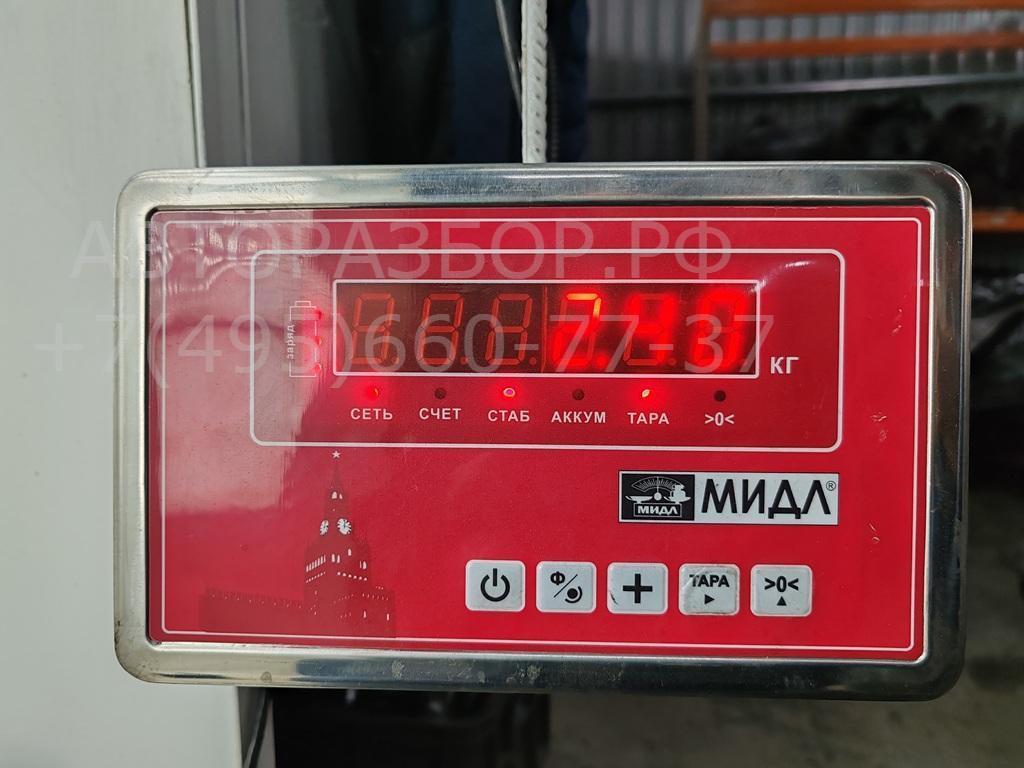 АВТОРАЗБОР.РФ
+7(495)660-77-37
заряд
КГ
СЕТЬ СЧЕТ СТАБ АККУМ ТАРА >0<
МИДЛ МИДЛ®
Ф ТАРА >0<